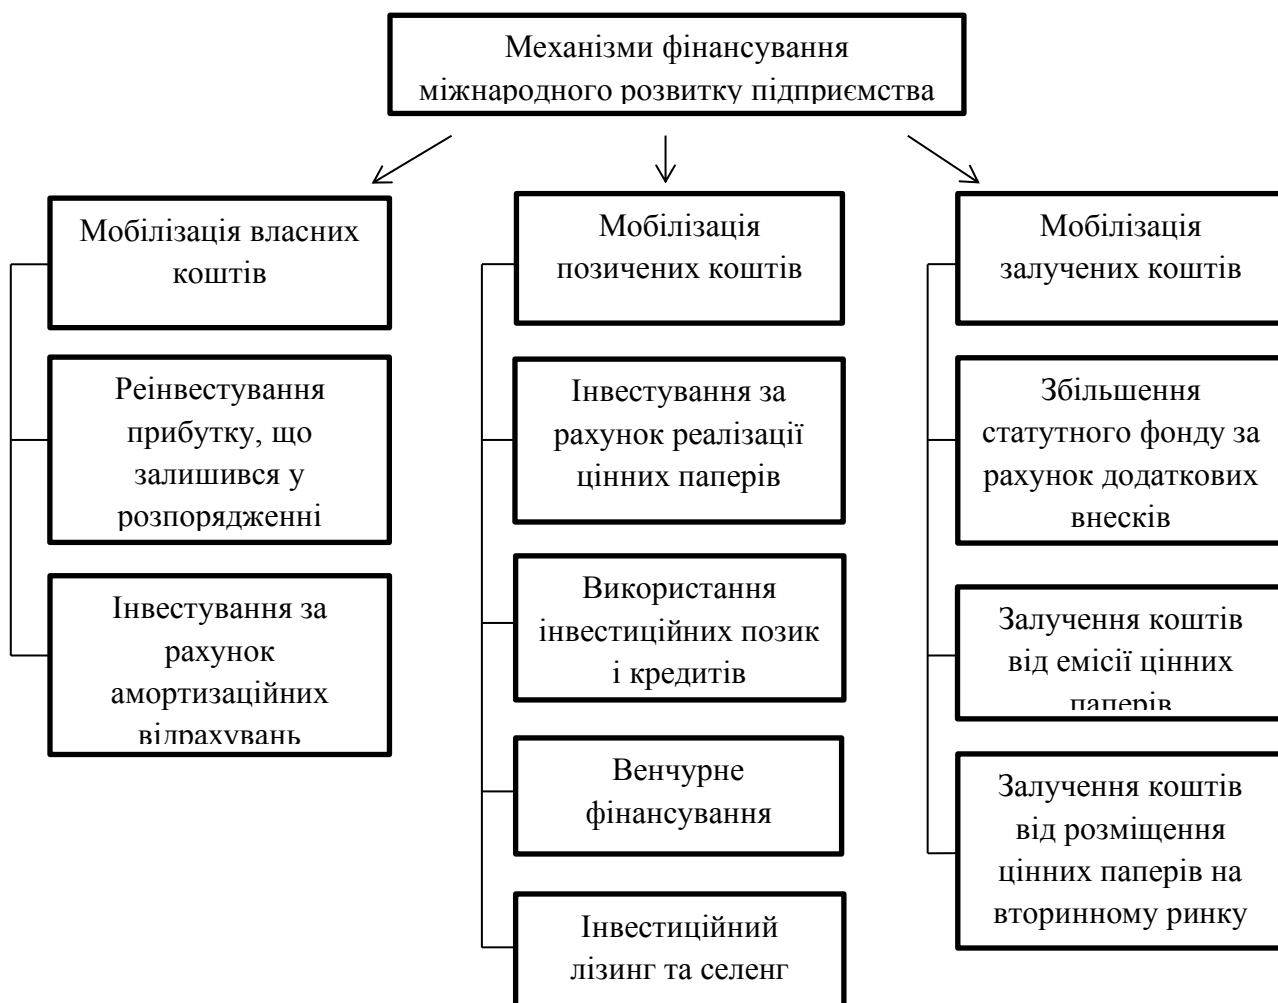 Механізми фінансування
міжнародного розвитку підприємства
Мобілізація власних
коштів
Реінвестування
прибутку, що
залишився у
розпорядженні
Інвестування за
рахунок
амортизаційних
відрахувань
Мобілізація
позичених коштів
Інвестування за
рахунок реалізації
цінних паперів
Використання
інвестиційних позик
і кредитів
Венчурне
фінансування
Інвестиційний
лізинг та селенг
Мобілізація
залучених коштів
Збільшення
статутного фонду за
рахунок додаткових
внесків
Залучення коштів
від емісії цінних
паперів
Залучення коштів
від розміщення
цінних паперів на
вторинному ринку